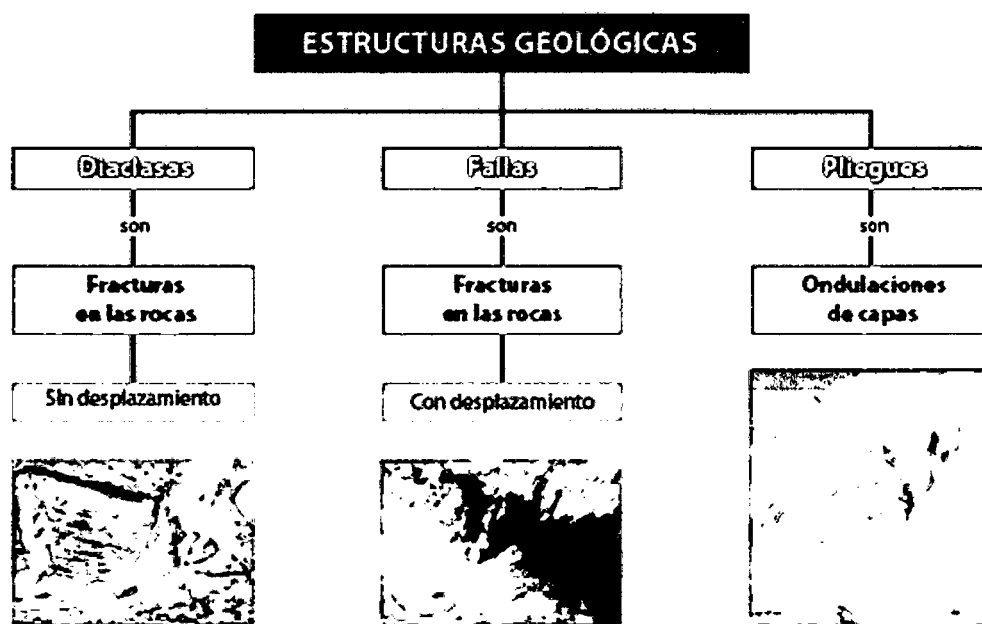 ESTRUCTURAS GEOLÓGICAS
Diaclasas
Fallas
Pliegues
son
son
son
Fracturas
en las rocas
Fracturas
en las rocas
Ondulaciones
de capas
Sin desplazamiento
Con desplazamiento